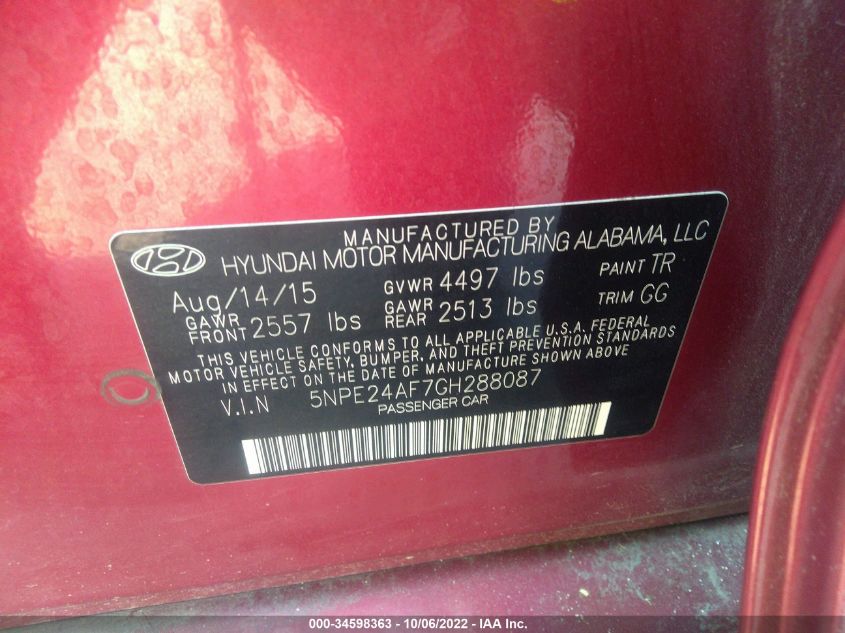 MANUFACTURED BY
HYUNDAI MOTOR MANUFACTURING ALABAMA, LLC
Aug/14/15 GVWR 4497 lbs PAINT TR
GAWR FRONT 2557 lbs GAWR REAR 2513 lbs TRIM GG
THIS VEHICLE CONFORMS TO ALL APPLICABLE U.S.A. FEDERAL
MOTOR VEHICLE SAFETY, BUMPER, AND THEFT PREVENTION STANDARDS
IN EFFECT ON THE DATE OF MANUFACTURE SHOWN ABOVE
V.I.N 5NPE24AF7GH288087
PASSENGER CAR
000-34598363 - 10/06/2022 - IAA Inc.